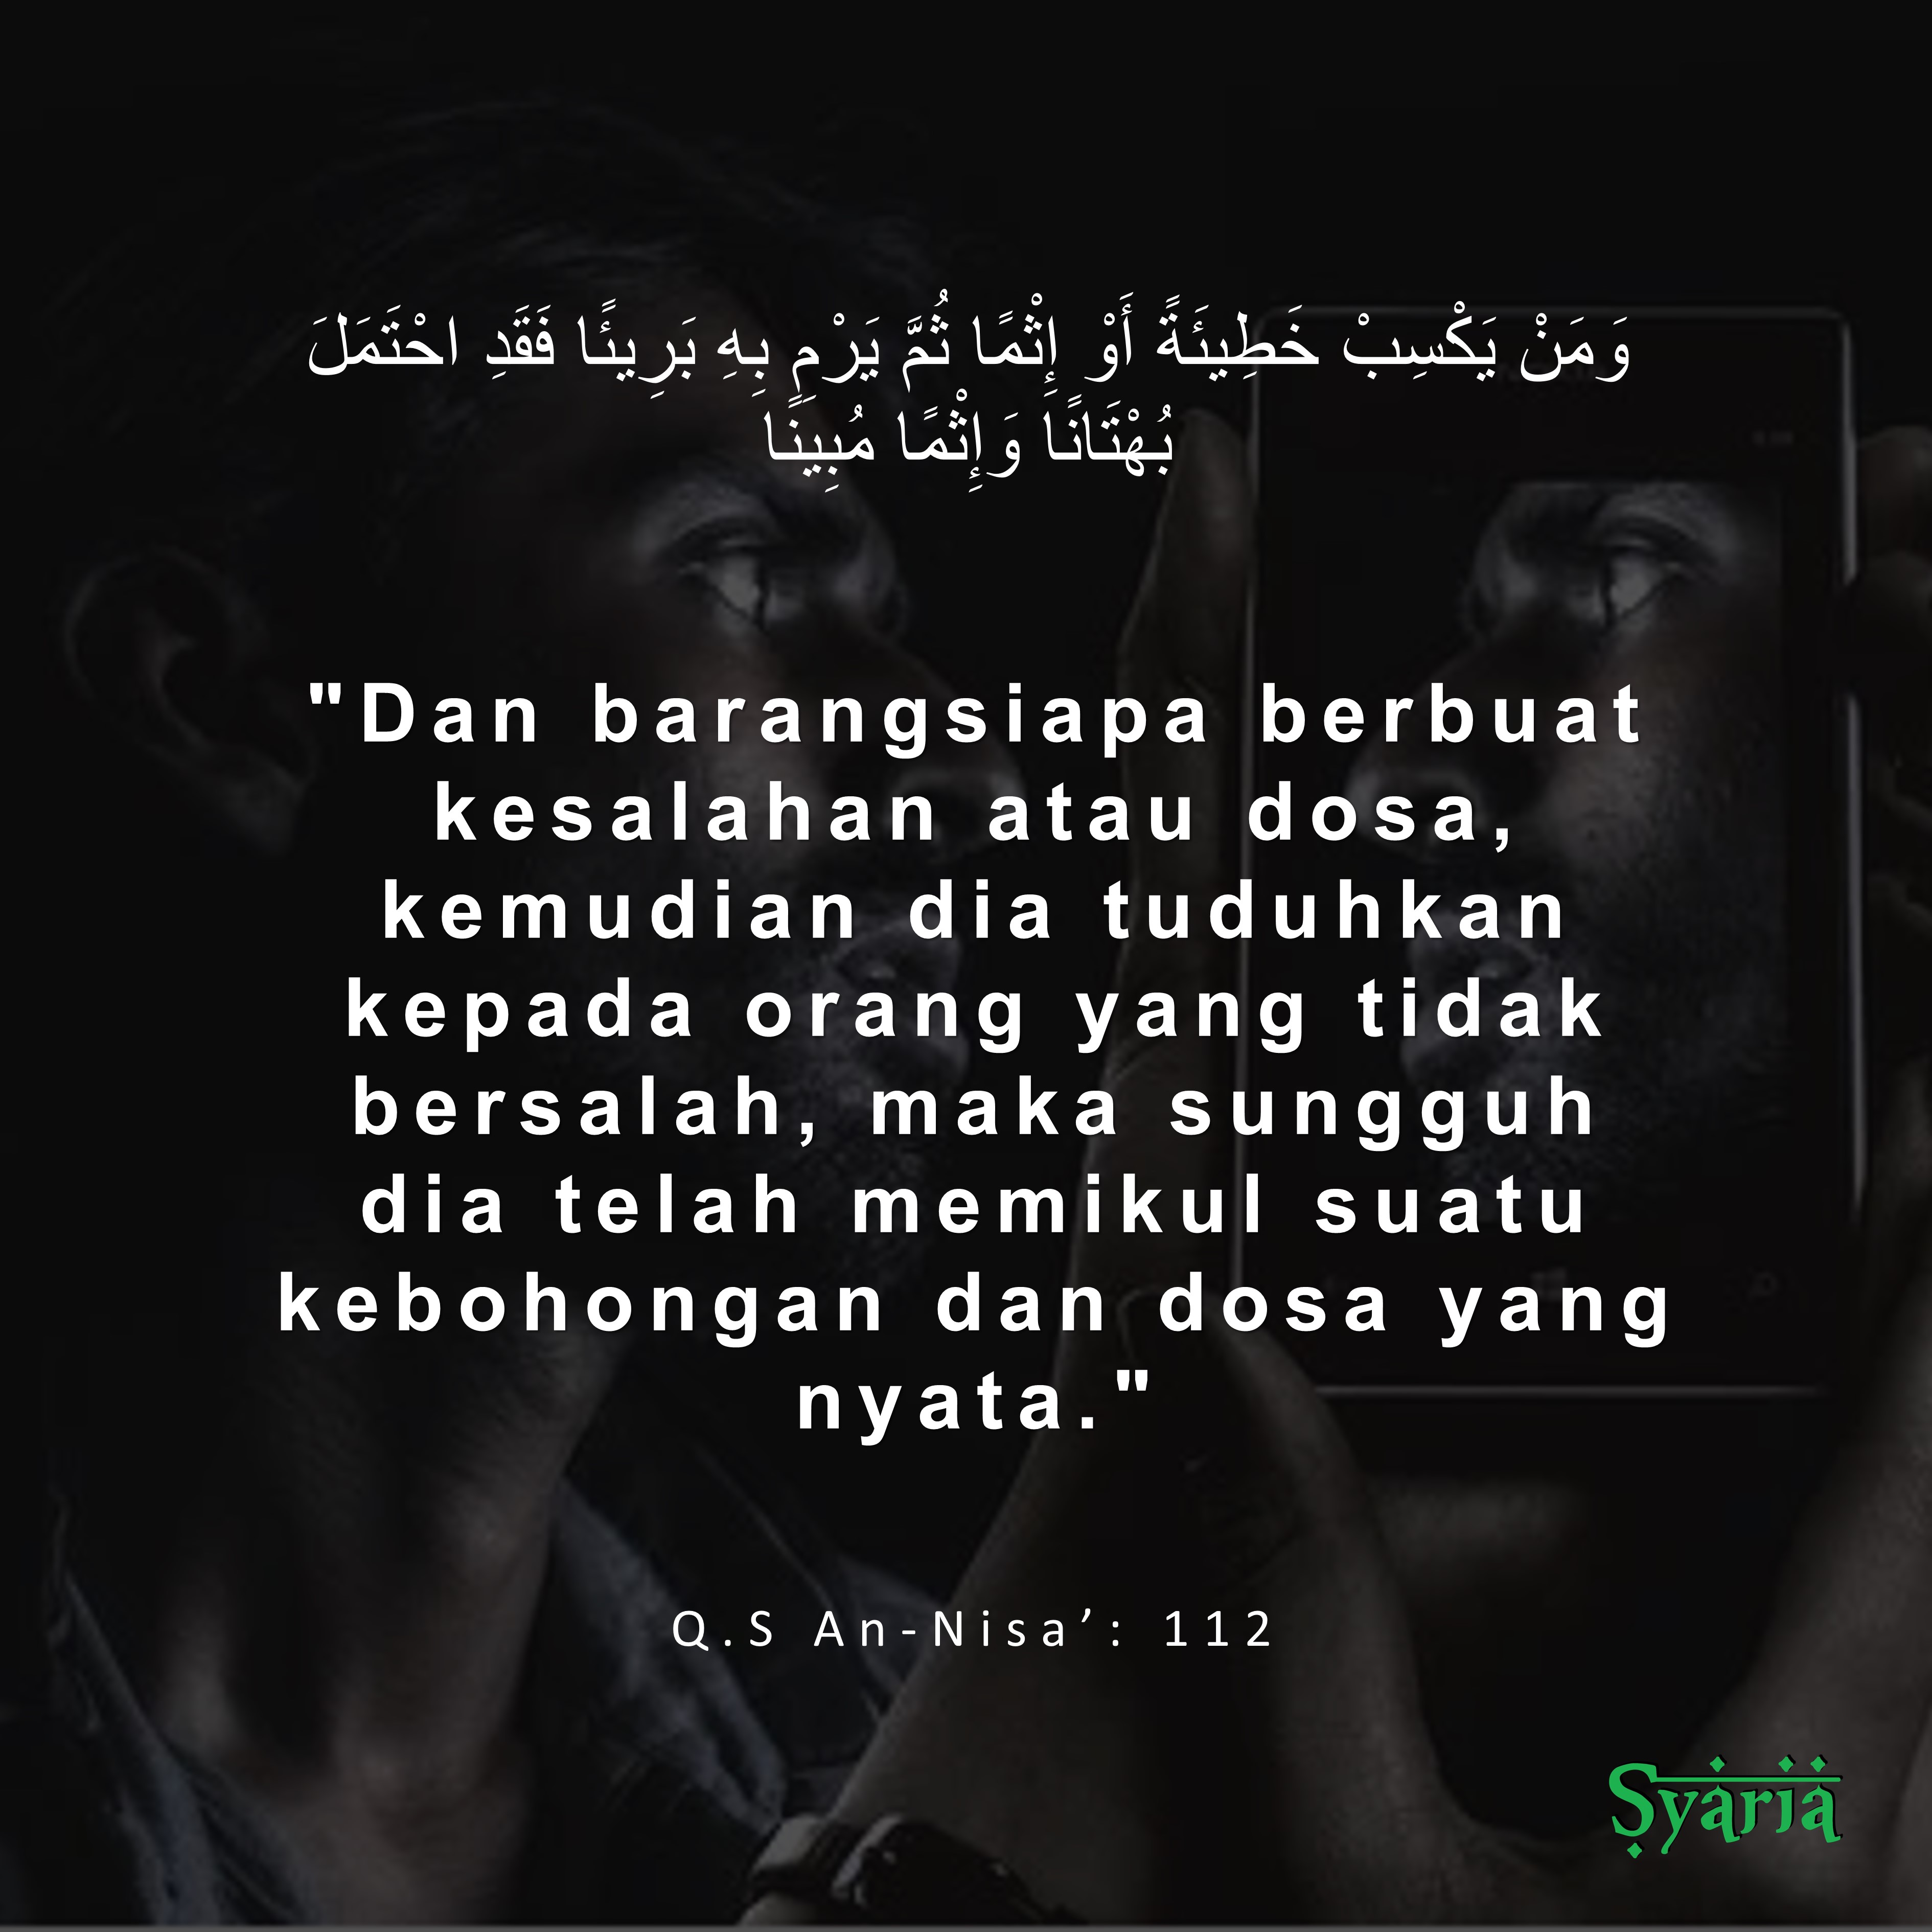 وَمَنْ يَكْسِبْ خَطِيئَةً أَوْ إِثْمًا ثُمَّ يَرْمِ بِهِ بَرِيئًا فَقَدِ احْتَمَلَ
بُهْتَانًا وَإِثْمًا مُبِينًا
"Dan barangsiapa berbuat
kesalahan atau dosa,
kemudian dia tuduhkan
kepada orang yang tidak
bersalah, maka sungguh
dia telah memikul suatu
kebohongan dan dosa yang
nyata."
Q.S An-Nisa’: 112
Syaria